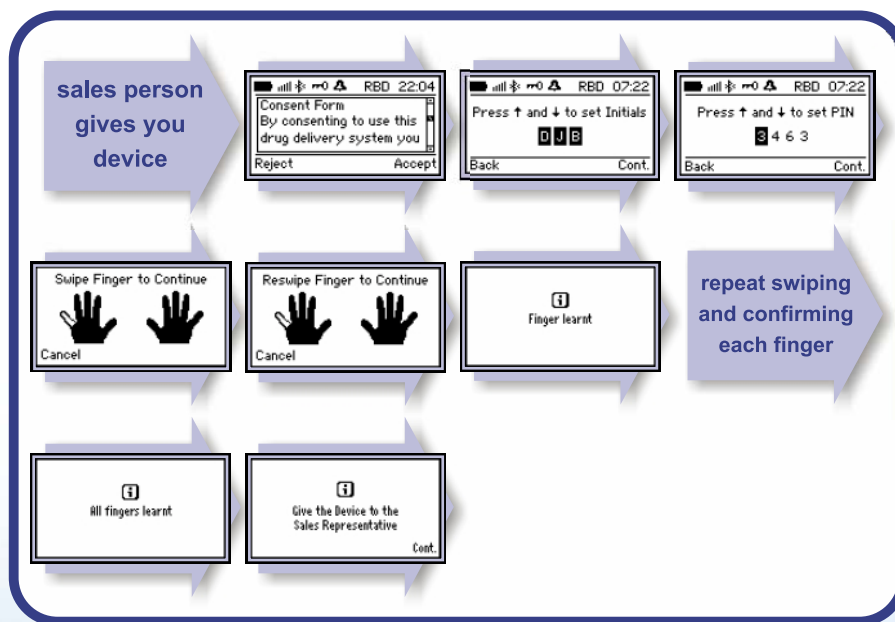 sales person
gives you
device
RBD 22:04
Consent Form
By consenting to use this
drug delivery system you
Reject Accept
RBD 07:22
Press ↑ and ↓ to set Initials
D J B
Back Cont.
RBD 07:22
Press ↑ and ↓ to set PIN
3 4 6 3
Back Cont.
Swipe Finger to Continue
Cancel
Reswipe Finger to Continue
Cancel
i
Finger learnt
repeat swiping
and confirming
each finger
i
All fingers learnt
i
Give the Device to the
Sales Representative
Cont.